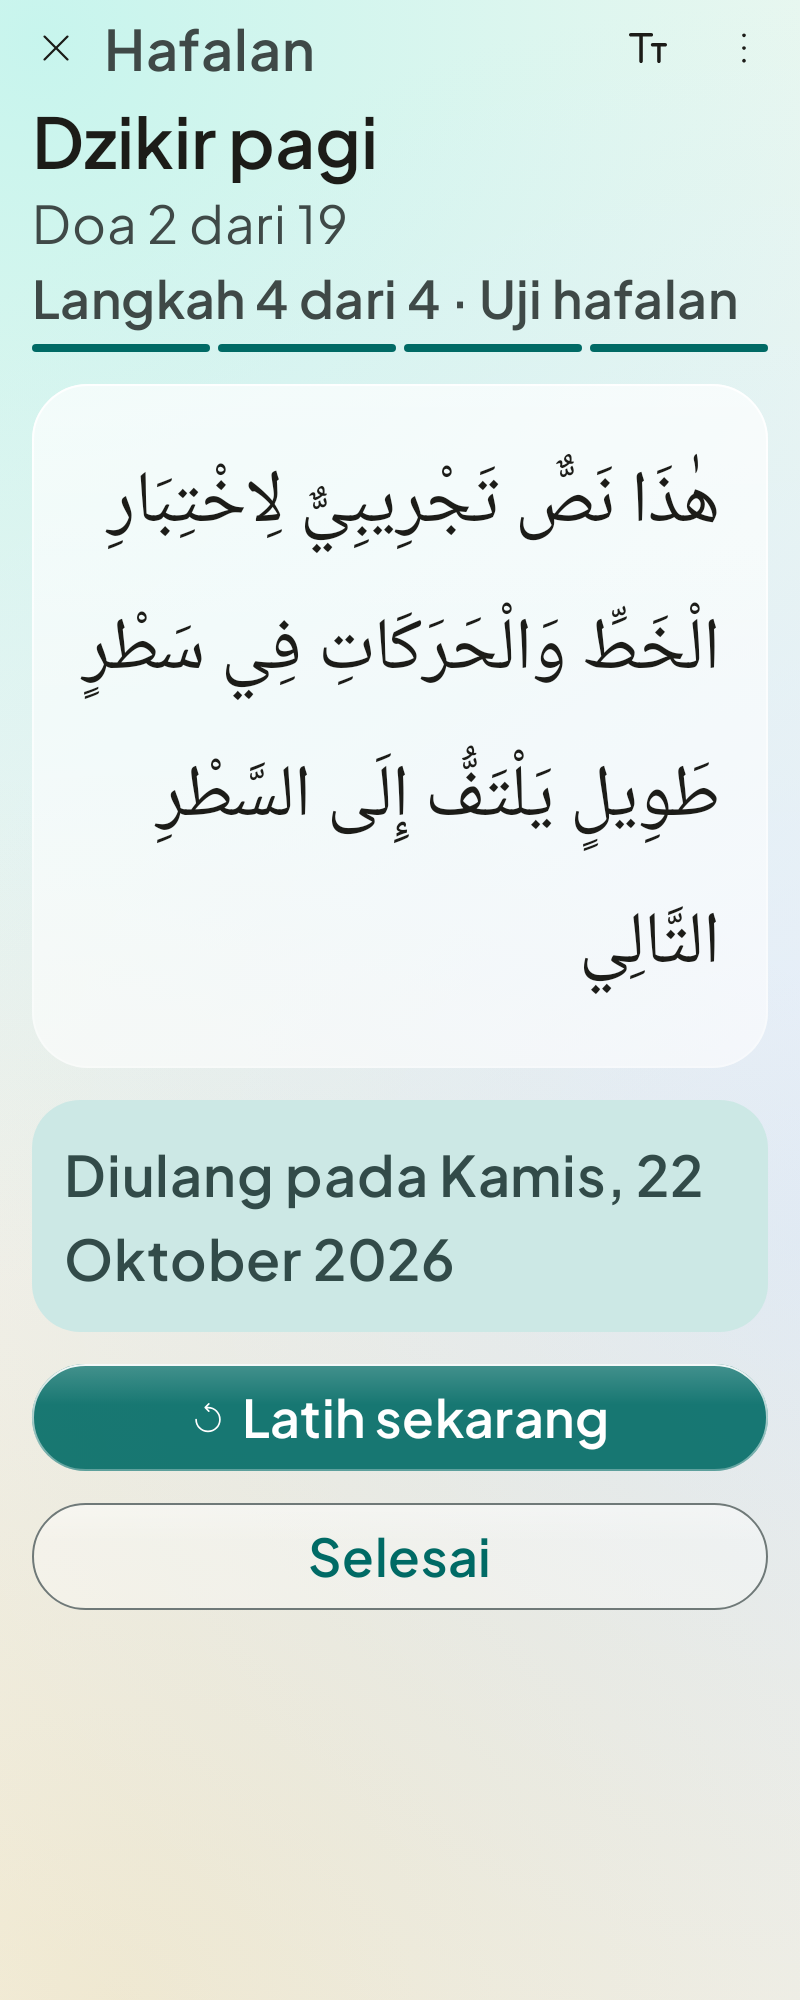 Hafalan
Dzikir pagi
Doa 2 dari 19
Langkah 4 dari 4 · Uji hafalan
هٰذَا نَصٌّ تَجْرِيبِيٌّ لِاخْتِبَارِ
الْخَطِّ وَالْحَرَكَاتِ فِي سَطْرٍ
طَوِيلٍ يَلْتَفُّ إِلَى السَّطْرِ
التَّالِي
Diulang pada Kamis, 22
Oktober 2026
Latih sekarang
Selesai